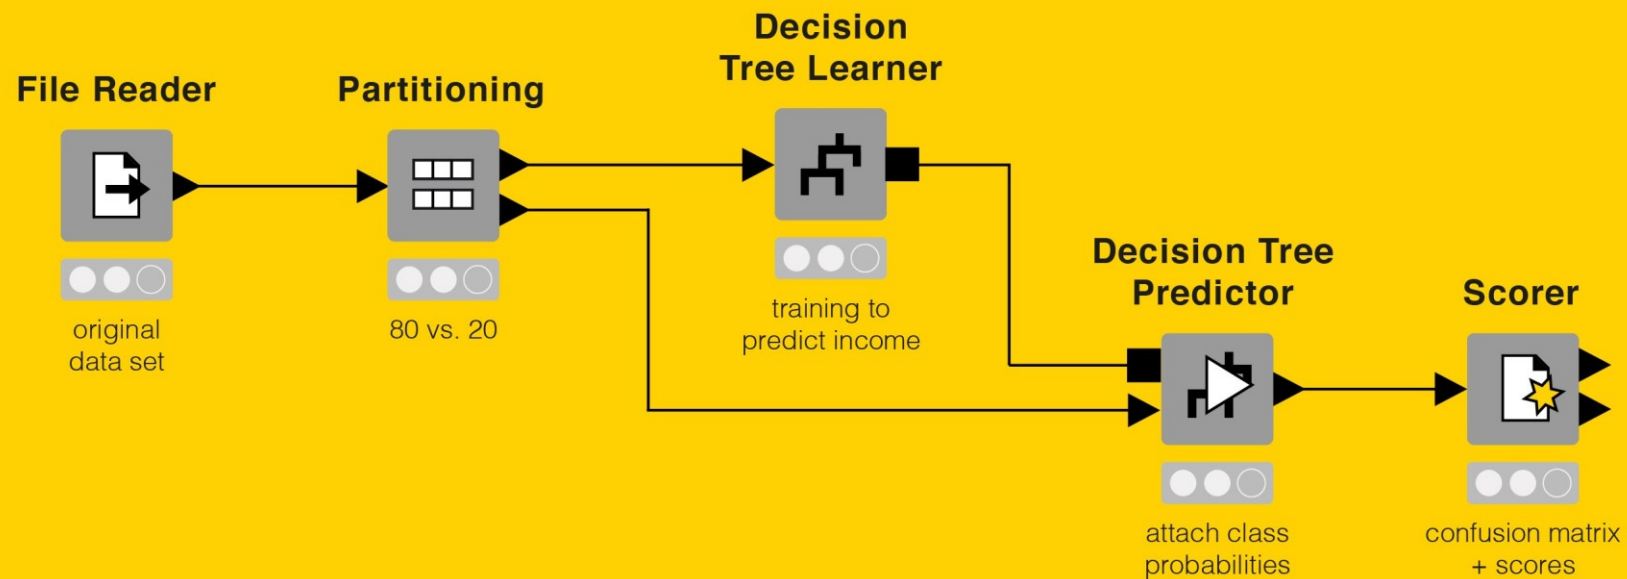 File Reader
original
data set
Partitioning
80 vs. 20
Decision
Tree Learner
training to
predict income
Decision Tree
Predictor
attach class
probabilities
Scorer
confusion matrix
+ scores